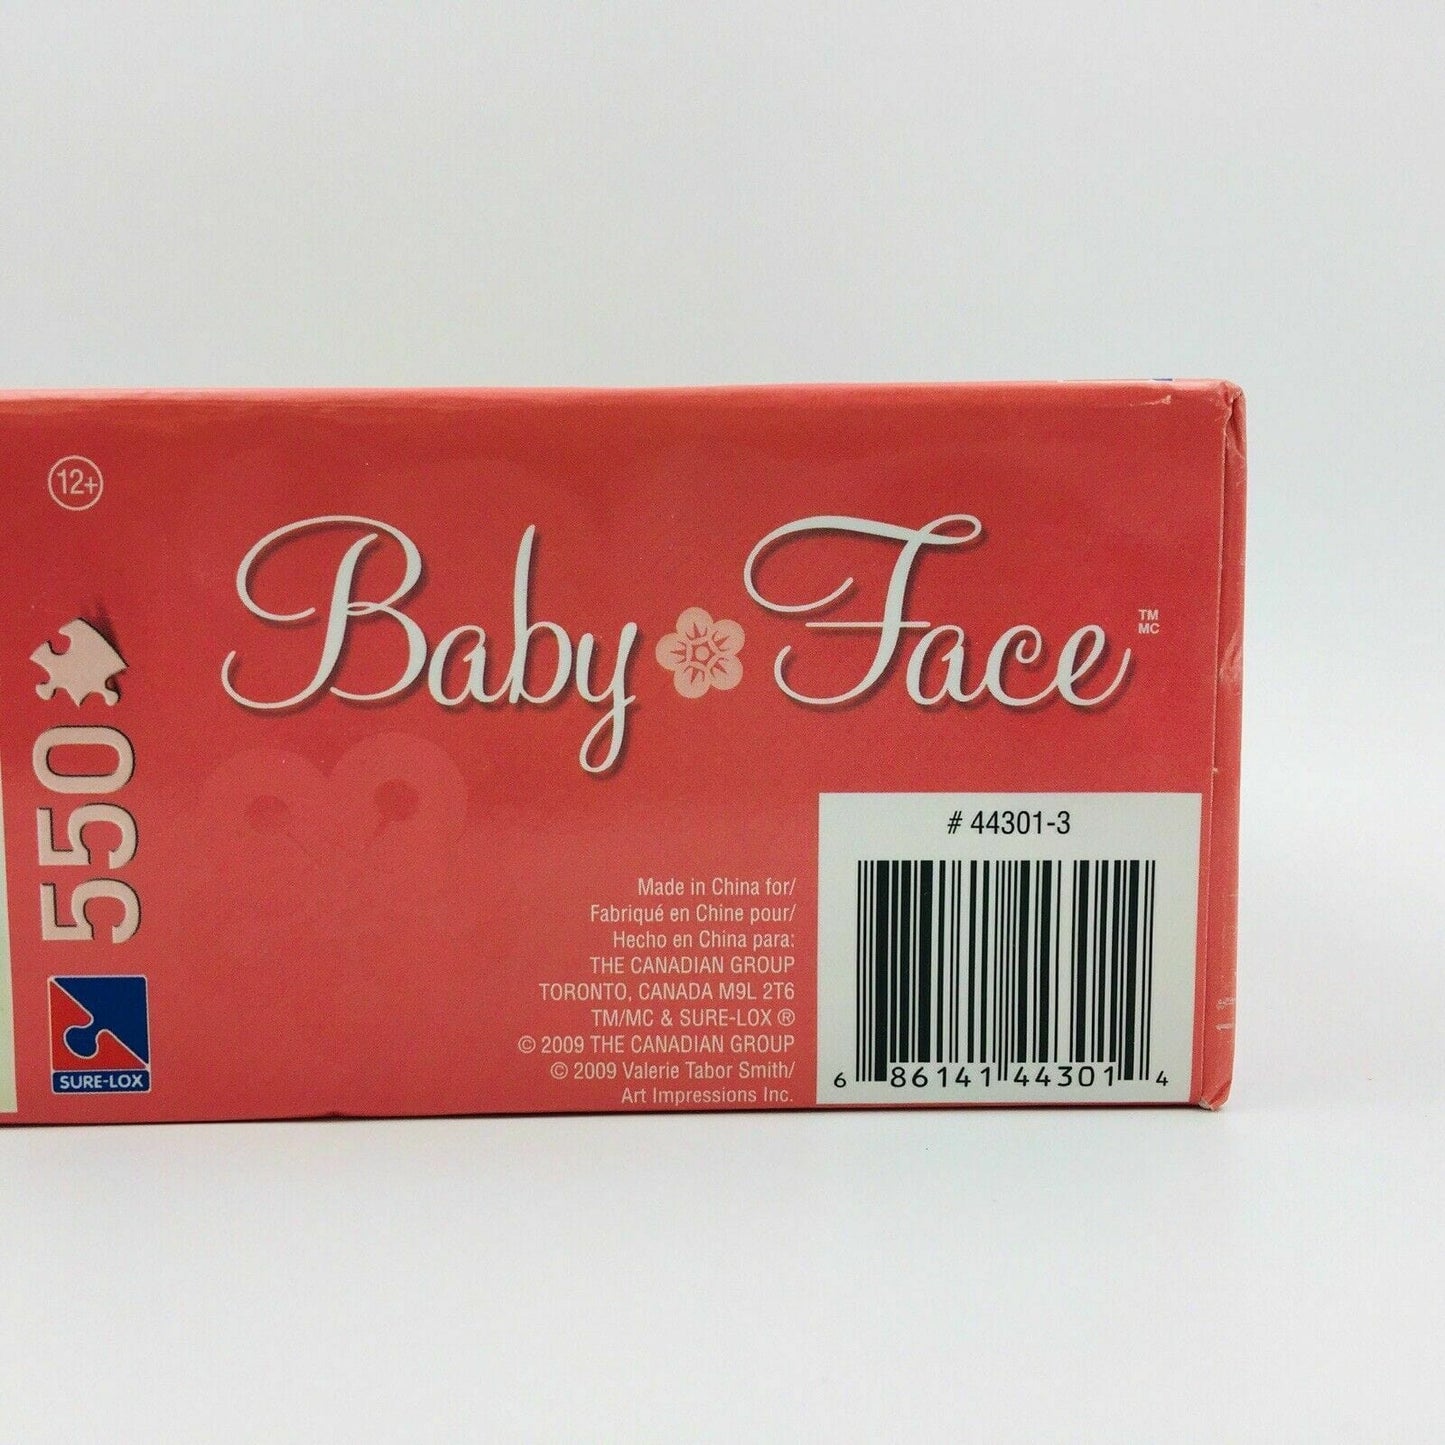 12+
550
SURE-LOX
Baby Face
TM
MC
Made in China for/
Fabriqué en Chine pour/
Hecho en China para:
THE CANADIAN GROUP
TORONTO, CANADA M9L 2T6
TM/MC & SURE-LOX ®
© 2009 THE CANADIAN GROUP
© 2009 Valerie Tabor Smith/
Art Impressions Inc.
# 44301-3
6 86141 44301 4